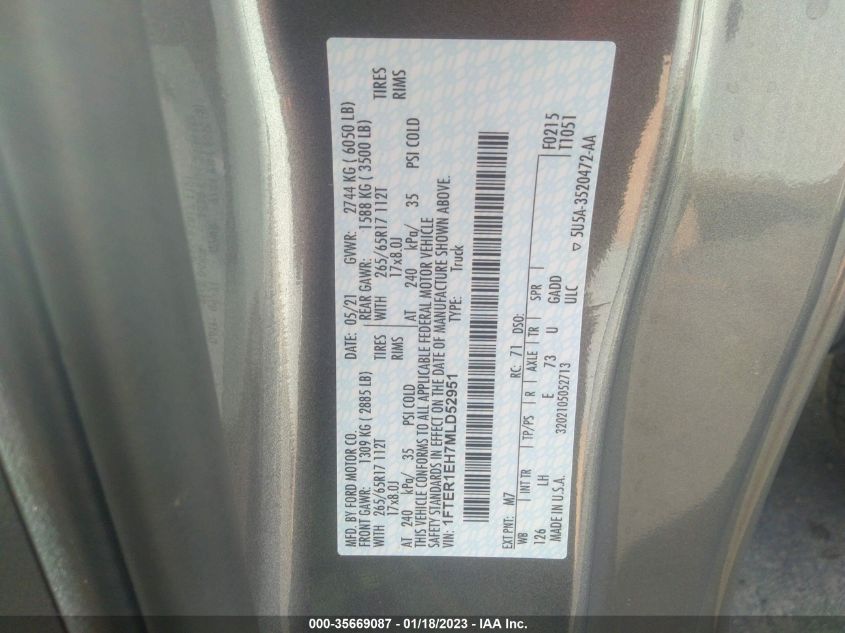 MFD. BY FORD MOTOR CO. DATE: 05/21 GVWR: 2744 KG ( 6050 LB)
FRONT GAWR: 1309 KG ( 2885 LB) REAR GAWR: 1588 KG ( 3500 LB)
WITH 265/65R17 112T TIRES WITH 265/65R17 112T TIRES
17x8.0J RIMS 17x8.0J RIMS
AT 240 kPa/ 35 PSI COLD AT 240 kPa/ 35 PSI COLD
THIS VEHICLE CONFORMS TO ALL APPLICABLE FEDERAL MOTOR VEHICLE
SAFETY STANDARDS IN EFFECT ON THE DATE OF MANUFACTURE SHOWN ABOVE.
VIN: 1FTER1EH7MLD52951 TYPE: Truck
EXT PNT: M7 RC: 71 DSO: F0215
WB INT TR TP/PS R AXLE TR SPR T1051
126 LH E 73 U GADD
MADE IN U.S.A. 3202105052713 ULC
▽ 5U5A-3520472-AA
000-35669087 - 01/18/2023 - IAA Inc.